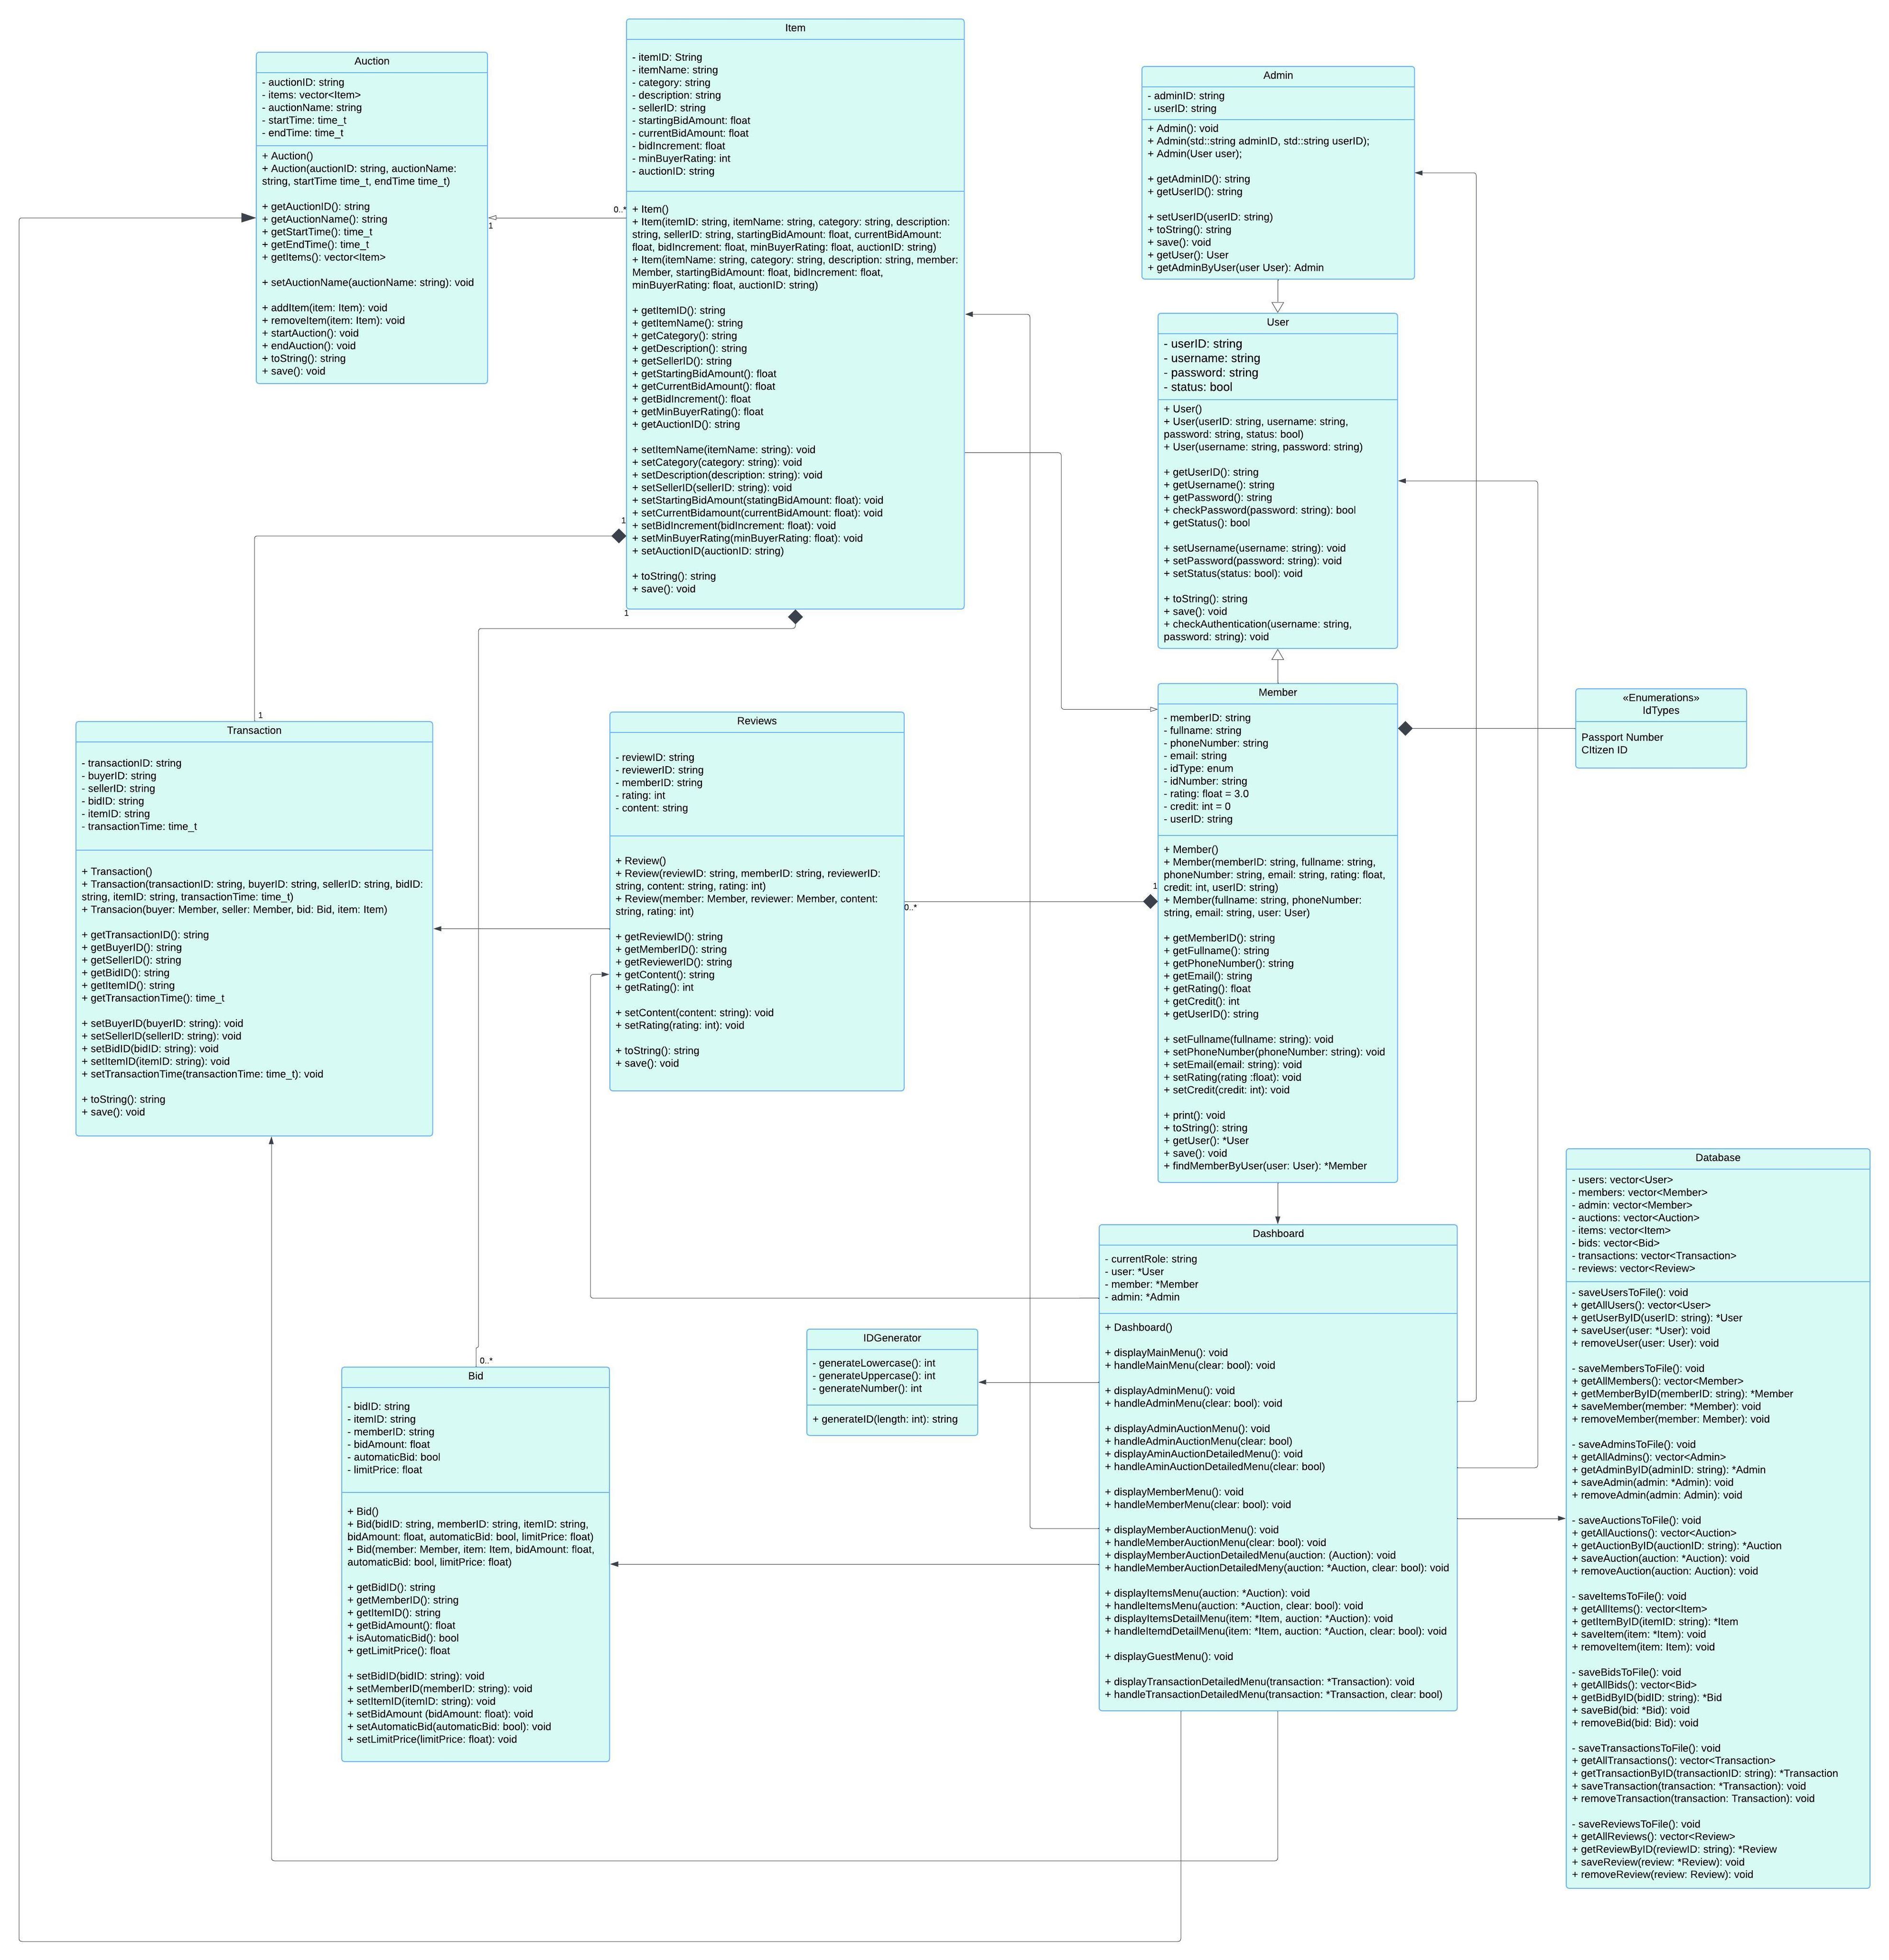 Item
- itemID: String
- itemName: string
- category: string
- description: string
- sellerID: string
- startingBidAmount: float
- currentBidAmount: float
- bidIncrement: float
- minBuyerRating: int
- auctionID: string
+ Item()
+ Item(itemID: string, itemName: string, category: string, description:
string, sellerID: string, startingBidAmount: float, currentBidAmount:
float, bidIncrement: float, minBuyerRating: float, auctionID: string)
+ Item(itemName: string, category: string, description: string, member:
Member, startingBidAmount: float, bidIncrement: float,
minBuyerRating: float, auctionID: string)
+ getItemID(): string
+ getItemName(): string
+ getCategory(): string
+ getDescription(): string
+ getSellerID(): string
+ getStartingBidAmount(): float
+ getCurrentBidAmount(): float
+ getBidIncrement(): float
+ getMinBuyerRating(): float
+ getAuctionID(): string
+ setItemName(itemName: string): void
+ setCategory(category: string): void
+ setDescription(description: string): void
+ setSellerID(sellerID: string): void
+ setStartingBidAmount(statingBidAmount: float): void
+ setCurrentBidamount(currentBidAmount: float): void
+ setBidIncrement(bidIncrement: float): void
+ setMinBuyerRating(minBuyerRating: float): void
+ setAuctionID(auctionID: string)
+ toString(): string
+ save(): void
Auction
- auctionID: string
- items: vector<Item>
- auctionName: string
- startTime: time_t
- endTime: time_t
+ Auction()
+ Auction(auctionID: string, auctionName:
string, startTime time_t, endTime time_t)
+ getAuctionID(): string
+ getAuctionName(): string
+ getStartTime(): time_t
+ getEndTime(): time_t
+ getItems(): vector<Item>
+ setAuctionName(auctionName: string): void
+ addItem(item: Item): void
+ removeItem(item: Item): void
+ startAuction(): void
+ endAuction(): void
+ toString(): string
+ save(): void
0..*
1
1
1
Admin
- adminID: string
- userID: string
+ Admin(): void
+ Admin(std::string adminID, std::string userID);
+ Admin(User user);
+ getAdminID(): string
+ getUserID(): string
+ setUserID(userID: string)
+ toString(): string
+ save(): void
+ getUser(): User
+ getAdminByUser(user User): Admin
User
- userID: string
- username: string
- password: string
- status: bool
+ User()
+ User(userID: string, username: string,
password: string, status: bool)
+ User(username: string, password: string)
+ getUserID(): string
+ getUsername(): string
+ getPassword(): string
+ checkPassword(password: string): bool
+ getStatus(): bool
+ setUsername(username: string): void
+ setPassword(password: string): void
+ setStatus(status: bool): void
+ toString(): string
+ save(): void
+ checkAuthentication(username: string,
password: string): void
Member
- memberID: string
- fullname: string
- phoneNumber: string
- email: string
- idType: enum
- idNumber: string
- rating: float = 3.0
- credit: int = 0
- userID: string
+ Member()
+ Member(memberID: string, fullname: string,
phoneNumber: string, email: string, rating: float,
credit: int, userID: string)
+ Member(fullname: string, phoneNumber:
string, email: string, user: User)
+ getMemberID(): string
+ getFullname(): string
+ getPhoneNumber(): string
+ getEmail(): string
+ getRating(): float
+ getCredit(): int
+ getUserID(): string
+ setFullname(fullname: string): void
+ setPhoneNumber(phoneNumber: string): void
+ setEmail(email: string): void
+ setRating(rating :float): void
+ setCredit(credit: int): void
+ print(): void
+ toString(): string
+ getUser(): *User
+ save(): void
+ findMemberByUser(user: User): *Member
«Enumerations»
IdTypes
Passport Number
CItizen ID
1
Transaction
- transactionID: string
- buyerID: string
- sellerID: string
- bidID: string
- itemID: string
- transactionTime: time_t
+ Transaction()
+ Transaction(transactionID: string, buyerID: string, sellerID: string, bidID:
string, itemID: string, transactionTime: time_t)
+ Transacion(buyer: Member, seller: Member, bid: Bid, item: Item)
+ getTransactionID(): string
+ getBuyerID(): string
+ getSellerID(): string
+ getBidID(): string
+ getItemID(): string
+ getTransactionTime(): time_t
+ setBuyerID(buyerID: string): void
+ setSellerID(sellerID: string): void
+ setBidID(bidID: string): void
+ setItemID(itemID: string): void
+ setTransactionTime(transactionTime: time_t): void
+ toString(): string
+ save(): void
Reviews
- reviewID: string
- reviewerID: string
- memberID: string
- rating: int
- content: string
+ Review()
+ Review(reviewID: string, memberID: string, reviewerID:
string, content: string, rating: int)
+ Review(member: Member, reviewer: Member, content:
string, rating: int)
+ getReviewID(): string
+ getMemberID(): string
+ getReviewerID(): string
+ getContent(): string
+ getRating(): int
+ setContent(content: string): void
+ setRating(rating: int): void
+ toString(): string
+ save(): void
1
0..*
Dashboard
- currentRole: string
- user: *User
- member: *Member
- admin: *Admin
+ Dashboard()
+ displayMainMenu(): void
+ handleMainMenu(clear: bool): void
+ displayAdminMenu(): void
+ handleAdminMenu(clear: bool): void
+ displayAdminAuctionMenu(): void
+ handleAdminAuctionMenu(clear: bool)
+ displayAminAuctionDetailedMenu(): void
+ handleAminAuctionDetailedMenu(clear: bool)
+ displayMemberMenu(): void
+ handleMemberMenu(clear: bool): void
+ displayMemberAuctionMenu(): void
+ handleMemberAuctionMenu(clear: bool): void
+ displayMemberAuctionDetailedMenu(auction: (Auction): void
+ handleMemberAuctionDetailedMeny(auction: *Auction, clear: bool): void
+ displayItemsMenu(auction: *Auction): void
+ handleItemsMenu(auction: *Auction, clear: bool): void
+ displayItemsDetailMenu(item: *Item, auction: *Auction): void
+ handleItemdDetailMenu(item: *Item, auction: *Auction, clear: bool): void
+ displayGuestMenu(): void
+ displayTransactionDetailedMenu(transaction: *Transaction): void
+ handleTransactionDetailedMenu(transaction: *Transaction, clear: bool)
IDGenerator
- generateLowercase(): int
- generateUppercase(): int
- generateNumber(): int
+ generateID(length: int): string
0..*
Bid
- bidID: string
- itemID: string
- memberID: string
- bidAmount: float
- automaticBid: bool
- limitPrice: float
+ Bid()
+ Bid(bidID: string, memberID: string, itemID: string,
bidAmount: float, automaticBid: bool, limitPrice: float)
+ Bid(member: Member, item: Item, bidAmount: float,
automaticBid: bool, limitPrice: float)
+ getBidID(): string
+ getMemberID(): string
+ getItemID(): string
+ getBidAmount(): float
+ isAutomaticBid(): bool
+ getLimitPrice(): float
+ setBidID(bidID: string): void
+ setMemberID(memberID: string): void
+ setItemID(itemID: string): void
+ setBidAmount (bidAmount: float): void
+ setAutomaticBid(automaticBid: bool): void
+ setLimitPrice(limitPrice: float): void
Database
- users: vector<User>
- members: vector<Member>
- admin: vector<Member>
- auctions: vector<Auction>
- items: vector<Item>
- bids: vector<Bid>
- transactions: vector<Transaction>
- reviews: vector<Review>
- saveUsersToFile(): void
+ getAllUsers(): vector<User>
+ getUserByID(userID: string): *User
+ saveUser(user: *User): void
+ removeUser(user: User): void
- saveMembersToFile(): void
+ getAllMembers(): vector<Member>
+ getMemberByID(memberID: string): *Member
+ saveMember(member: *Member): void
+ removeMember(member: Member): void
- saveAdminsToFile(): void
+ getAllAdmins(): vector<Admin>
+ getAdminByID(adminID: string): *Admin
+ saveAdmin(admin: *Admin): void
+ removeAdmin(admin: Admin): void
- saveAuctionsToFile(): void
+ getAllAuctions(): vector<Auction>
+ getAuctionByID(auctionID: string): *Auction
+ saveAuction(auction: *Auction): void
+ removeAuction(auction: Auction): void
- saveItemsToFile(): void
+ getAllItems(): vector<Item>
+ getItemByID(itemID: string): *Item
+ saveItem(item: *Item): void
+ removeItem(item: Item): void
- saveBidsToFile(): void
+ getAllBids(): vector<Bid>
+ getBidByID(bidID: string): *Bid
+ saveBid(bid: *Bid): void
+ removeBid(bid: Bid): void
- saveTransactionsToFile(): void
+ getAllTransactions(): vector<Transaction>
+ getTransactionByID(transactionID: string): *Transaction
+ saveTransaction(transaction: *Transaction): void
+ removeTransaction(transaction: Transaction): void
- saveReviewsToFile(): void
+ getAllReviews(): vector<Review>
+ getReviewByID(reviewID: string): *Review
+ saveReview(review: *Review): void
+ removeReview(review: Review): void